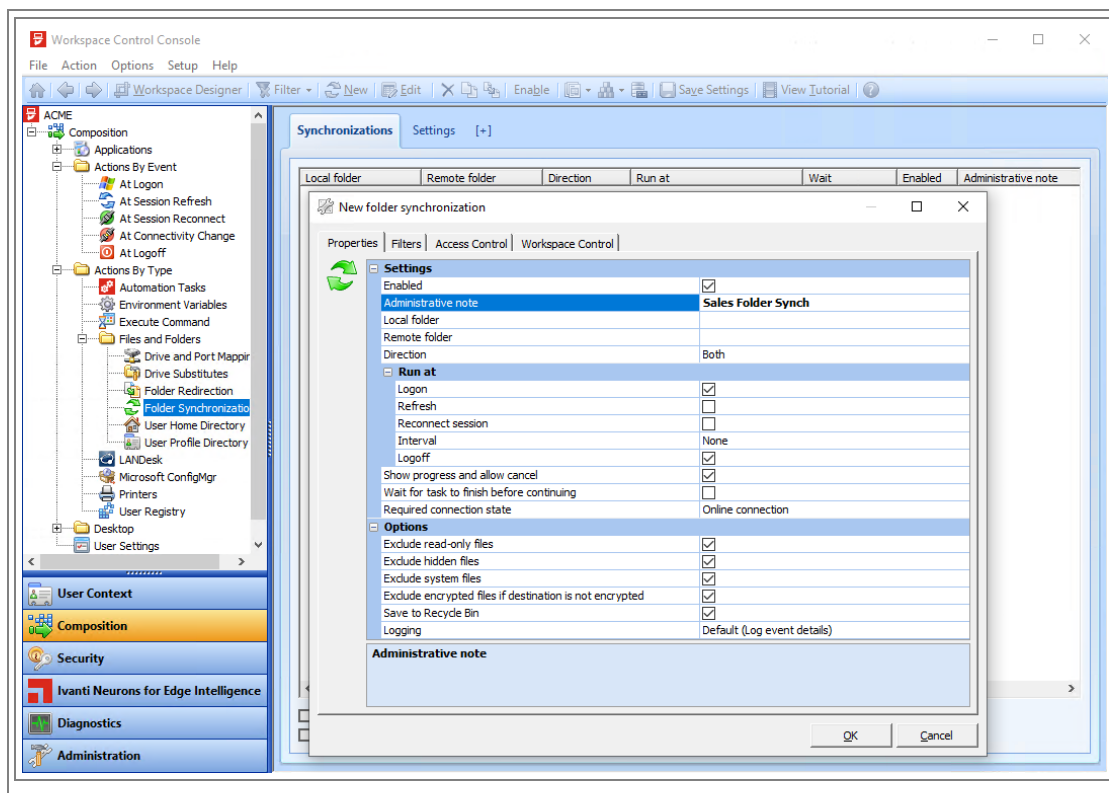 Workspace Control Console
File Action Options Setup Help
Workspace Designer Filter New Edit Enable Save Settings View Tutorial
ACME
Composition
Applications
Actions By Event
At Logon
At Session Refresh
At Session Reconnect
At Connectivity Change
At Logoff
Actions By Type
Automation Tasks
Environment Variables
Execute Command
Files and Folders
Drive and Port Mappin
Drive Substitutes
Folder Redirection
Folder Synchronizatio
User Home Directory
User Profile Directory
LANDesk
Microsoft ConfigMgr
Printers
User Registry
Desktop
User Settings
User Context
Composition
Security
Ivanti Neurons for Edge Intelligence
Diagnostics
Administration
Synchronizations Settings [+]
Local folder Remote folder Direction Run at Wait Enabled Administrative note
New folder synchronization
Properties Filters Access Control Workspace Control
Settings
Enabled
Administrative note Sales Folder Synch
Local folder
Remote folder
Direction Both
Run at
Logon
Refresh
Reconnect session
Interval None
Logoff
Show progress and allow cancel
Wait for task to finish before continuing
Required connection state Online connection
Options
Exclude read-only files
Exclude hidden files
Exclude system files
Exclude encrypted files if destination is not encrypted
Save to Recycle Bin
Logging Default (Log event details)
Administrative note
OK Cancel